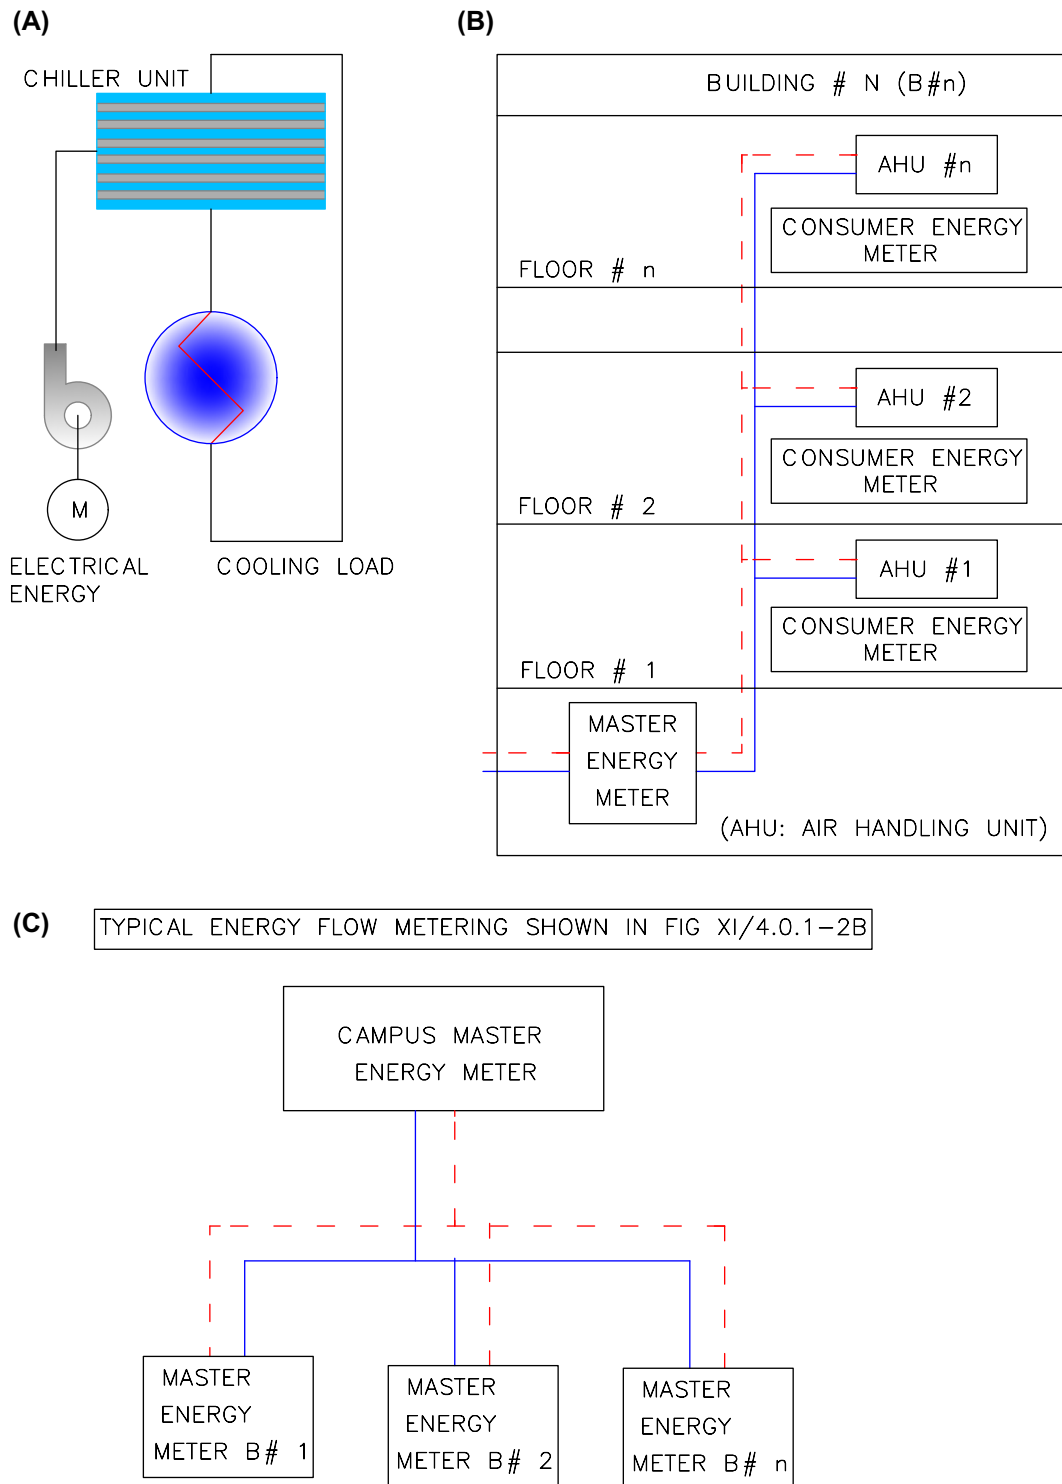 (A)
CHILLER UNIT
M
ELECTRICAL
ENERGY
COOLING LOAD
(B)
BUILDING # N (B#n)
AHU #n
CONSUMER ENERGY
METER
FLOOR # n
AHU #2
CONSUMER ENERGY
METER
FLOOR # 2
AHU #1
CONSUMER ENERGY
METER
FLOOR # 1
MASTER
ENERGY
METER
(AHU: AIR HANDLING UNIT)
(C)
TYPICAL ENERGY FLOW METERING SHOWN IN FIG XI/4.0.1-2B
CAMPUS MASTER
ENERGY METER
MASTER
ENERGY
METER B# 1
MASTER
ENERGY
METER B# 2
MASTER
ENERGY
METER B# n